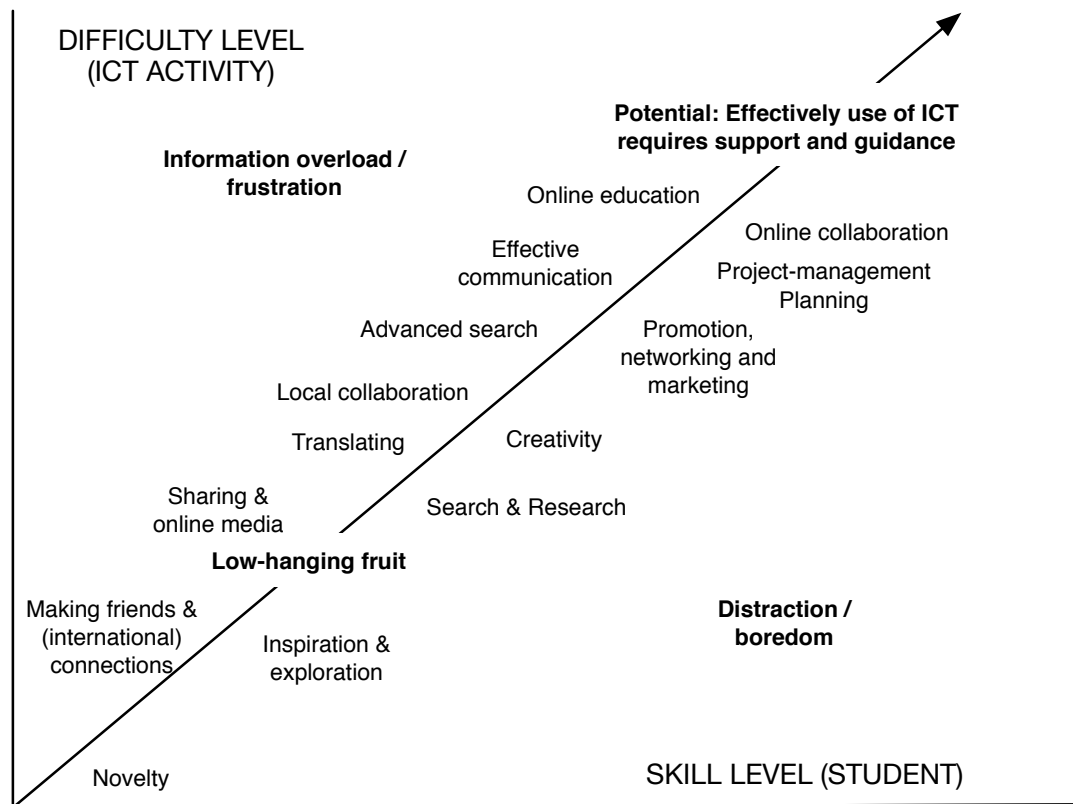 DIFFICULTY LEVEL
(ICT ACTIVITY)
Potential: Effectively use of ICT
requires support and guidance
Information overload /
frustration
Online education
Online collaboration
Effective
communication
Project-management
Planning
Advanced search
Promotion,
networking and
marketing
Local collaboration
Translating
Creativity
Sharing &
online media
Search & Research
Low-hanging fruit
Making friends &
(international)
connections
Distraction /
boredom
Inspiration &
exploration
Novelty
SKILL LEVEL (STUDENT)